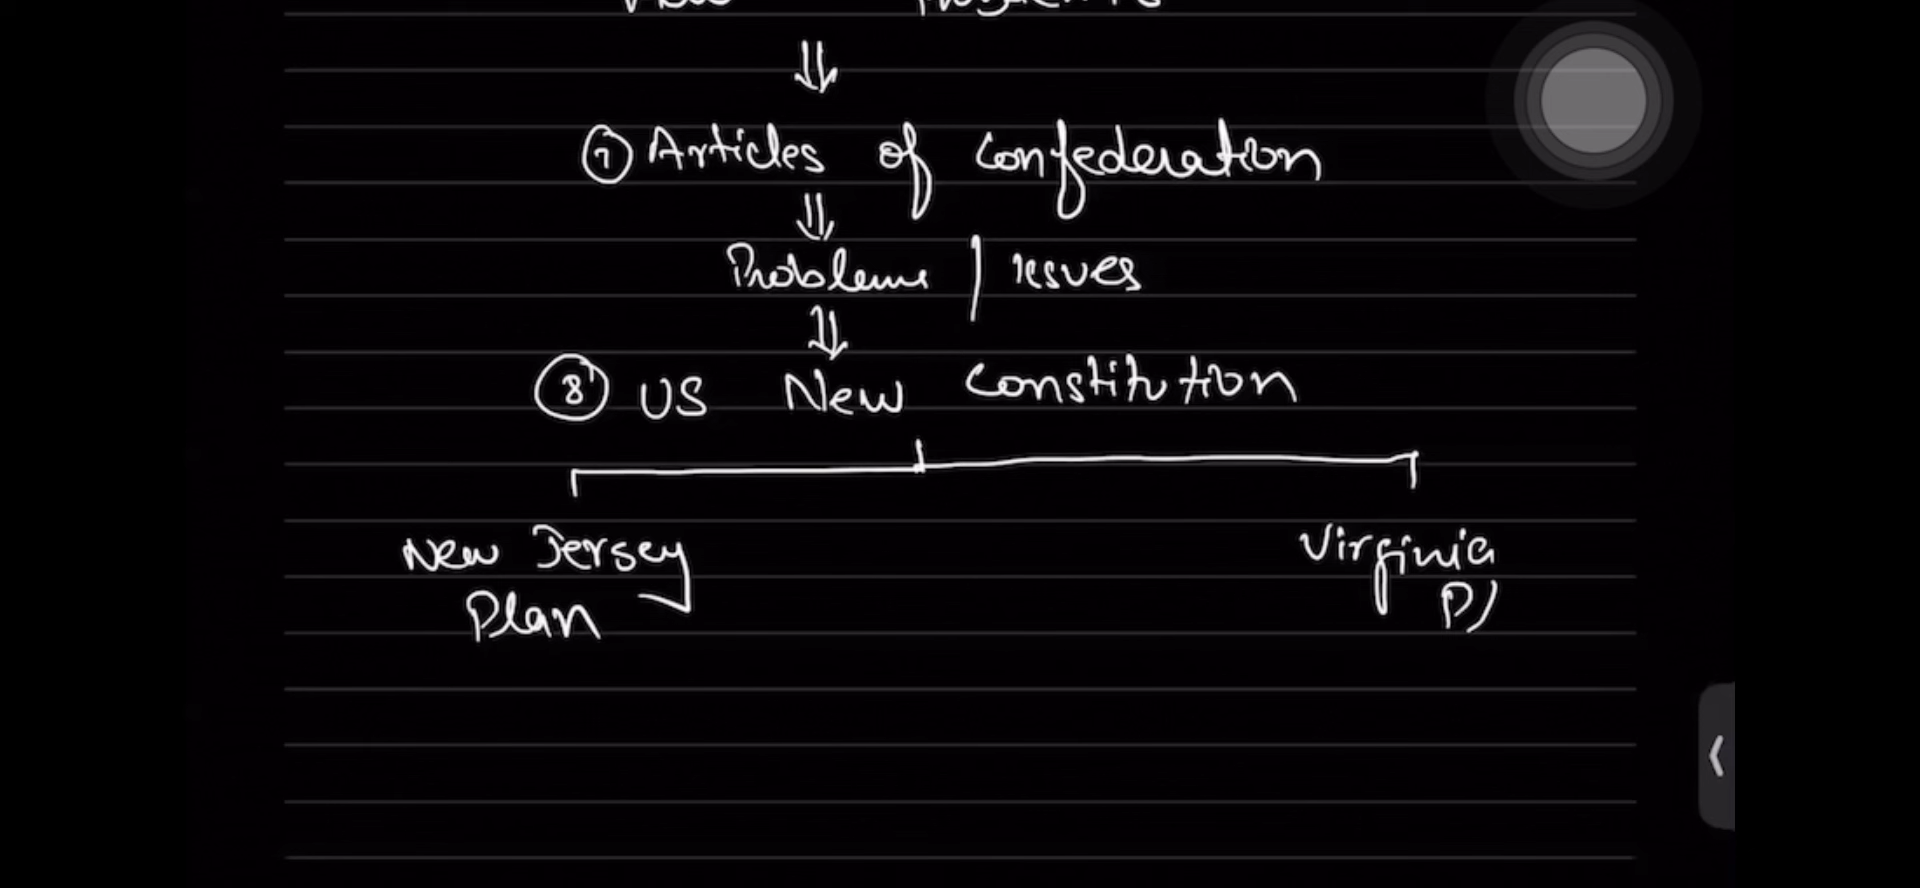 ⑦ Articles of Confederation
Problems / Issues
⑧ US New Constitution
New Jersey Virginia
Plan